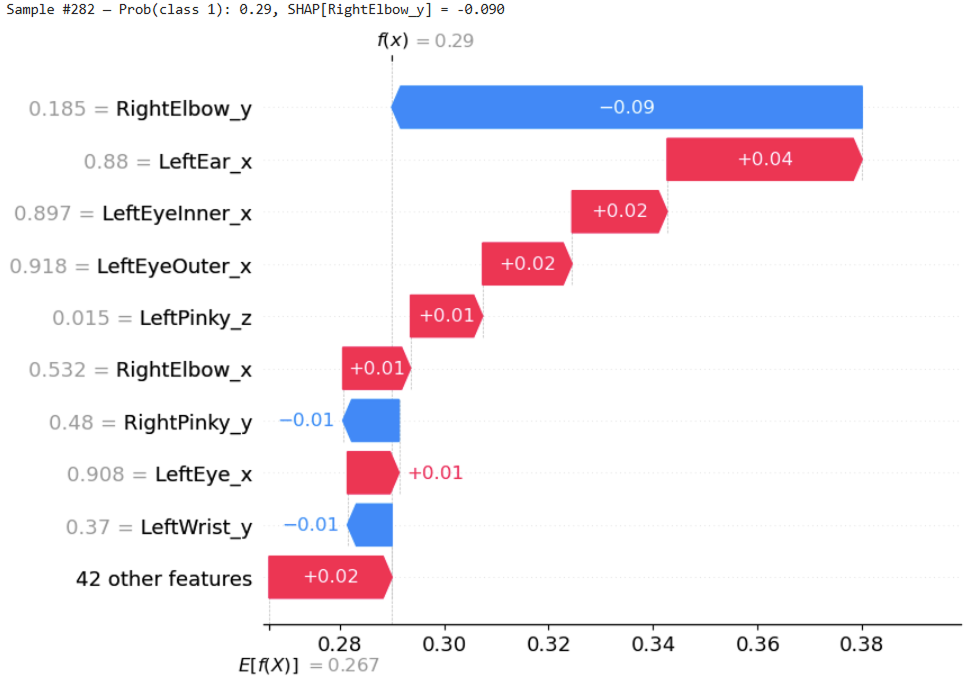 Sample #282 — Prob(class 1): 0.29, SHAP[RightElbow_y] = -0.090
f(x) = 0.29
0.185 = RightElbow_y
−0.09
0.88 = LeftEar_x
+0.04
0.897 = LeftEyeInner_x
+0.02
0.918 = LeftEyeOuter_x
+0.02
0.015 = LeftPinky_z
+0.01
0.532 = RightElbow_x
+0.01
0.48 = RightPinky_y
−0.01
0.908 = LeftEye_x
+0.01
0.37 = LeftWrist_y
−0.01
42 other features
+0.02
0.28 0.30 0.32 0.34 0.36 0.38
E[f(X)] = 0.267